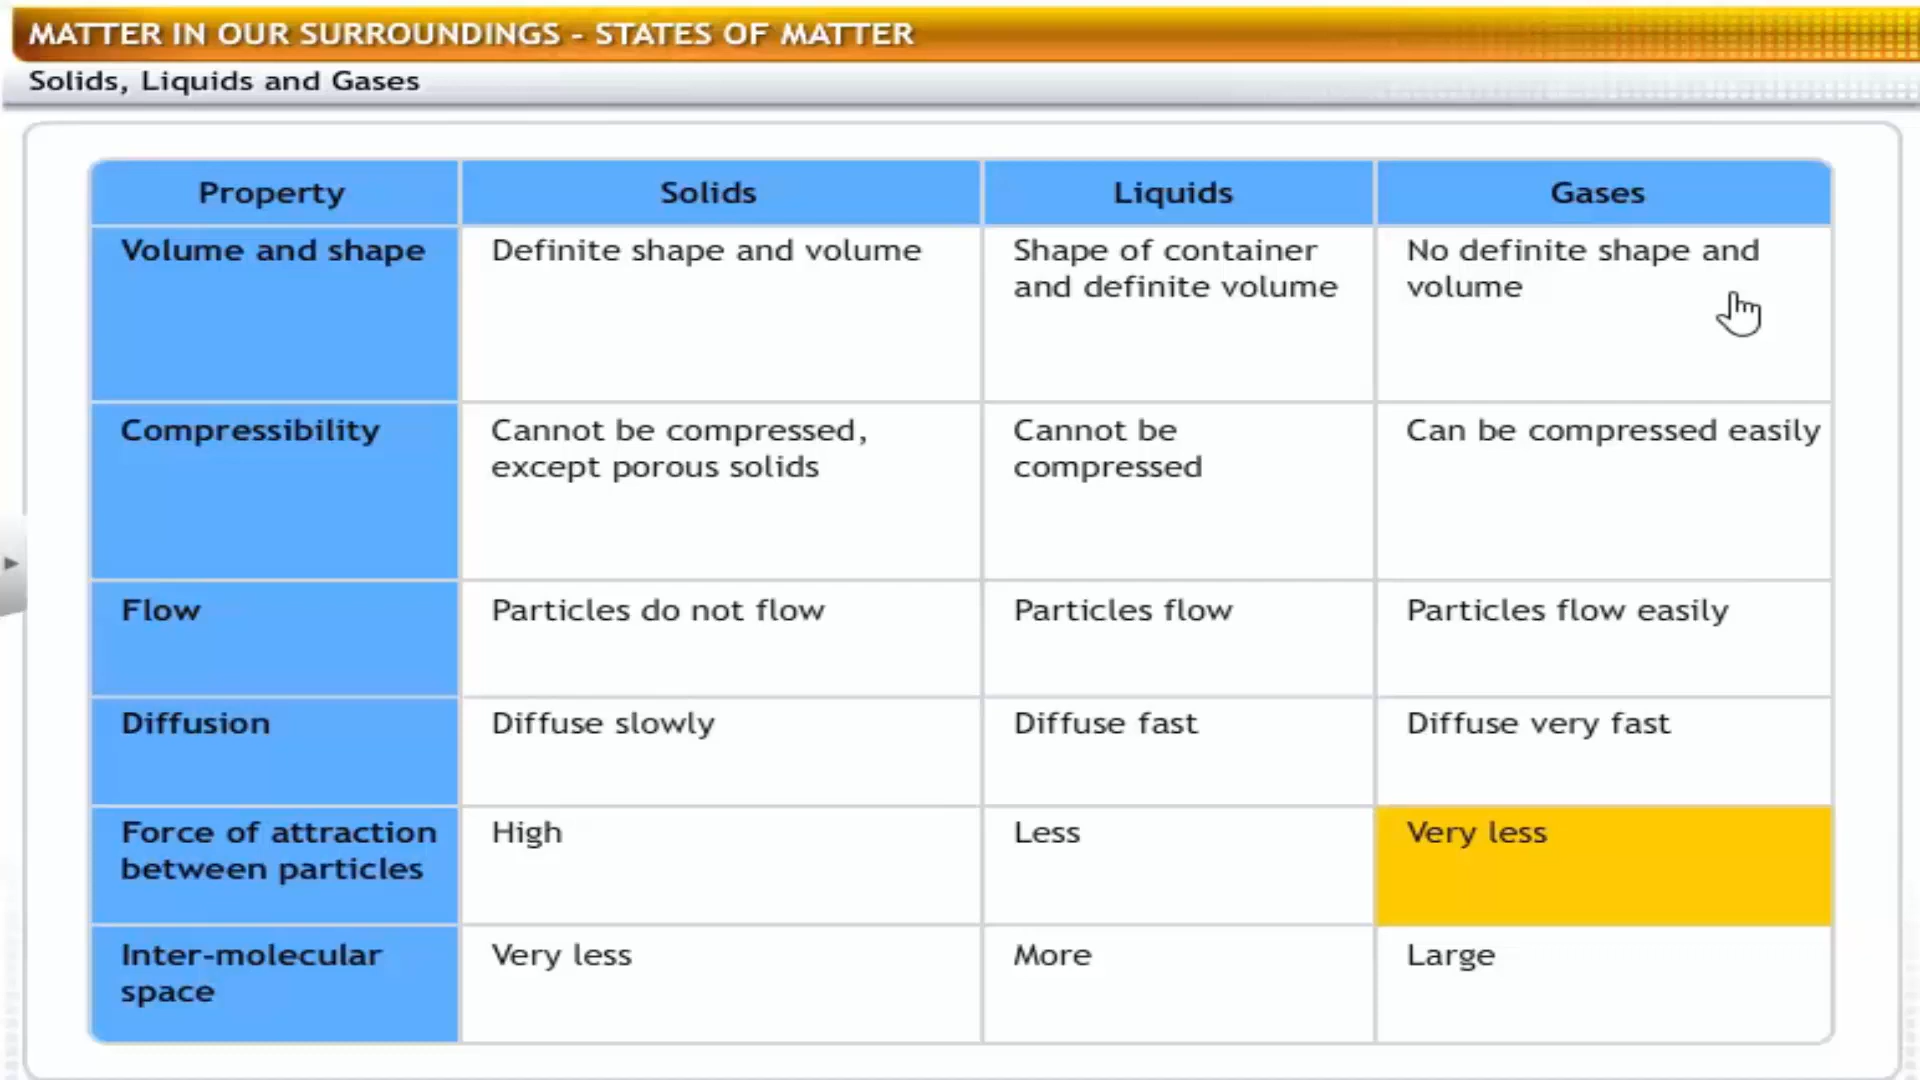 MATTER IN OUR SURROUNDINGS - STATES OF MATTER
Solids, Liquids and Gases
Property
Solids
Liquids
Gases
Volume and shape
Definite shape and volume
Shape of container
and definite volume
No definite shape and
volume
Compressibility
Cannot be compressed,
except porous solids
Cannot be
compressed
Can be compressed easily
Flow
Particles do not flow
Particles flow
Particles flow easily
Diffusion
Diffuse slowly
Diffuse fast
Diffuse very fast
Force of attraction
between particles
High
Less
Very less
Inter-molecular
space
Very less
More
Large